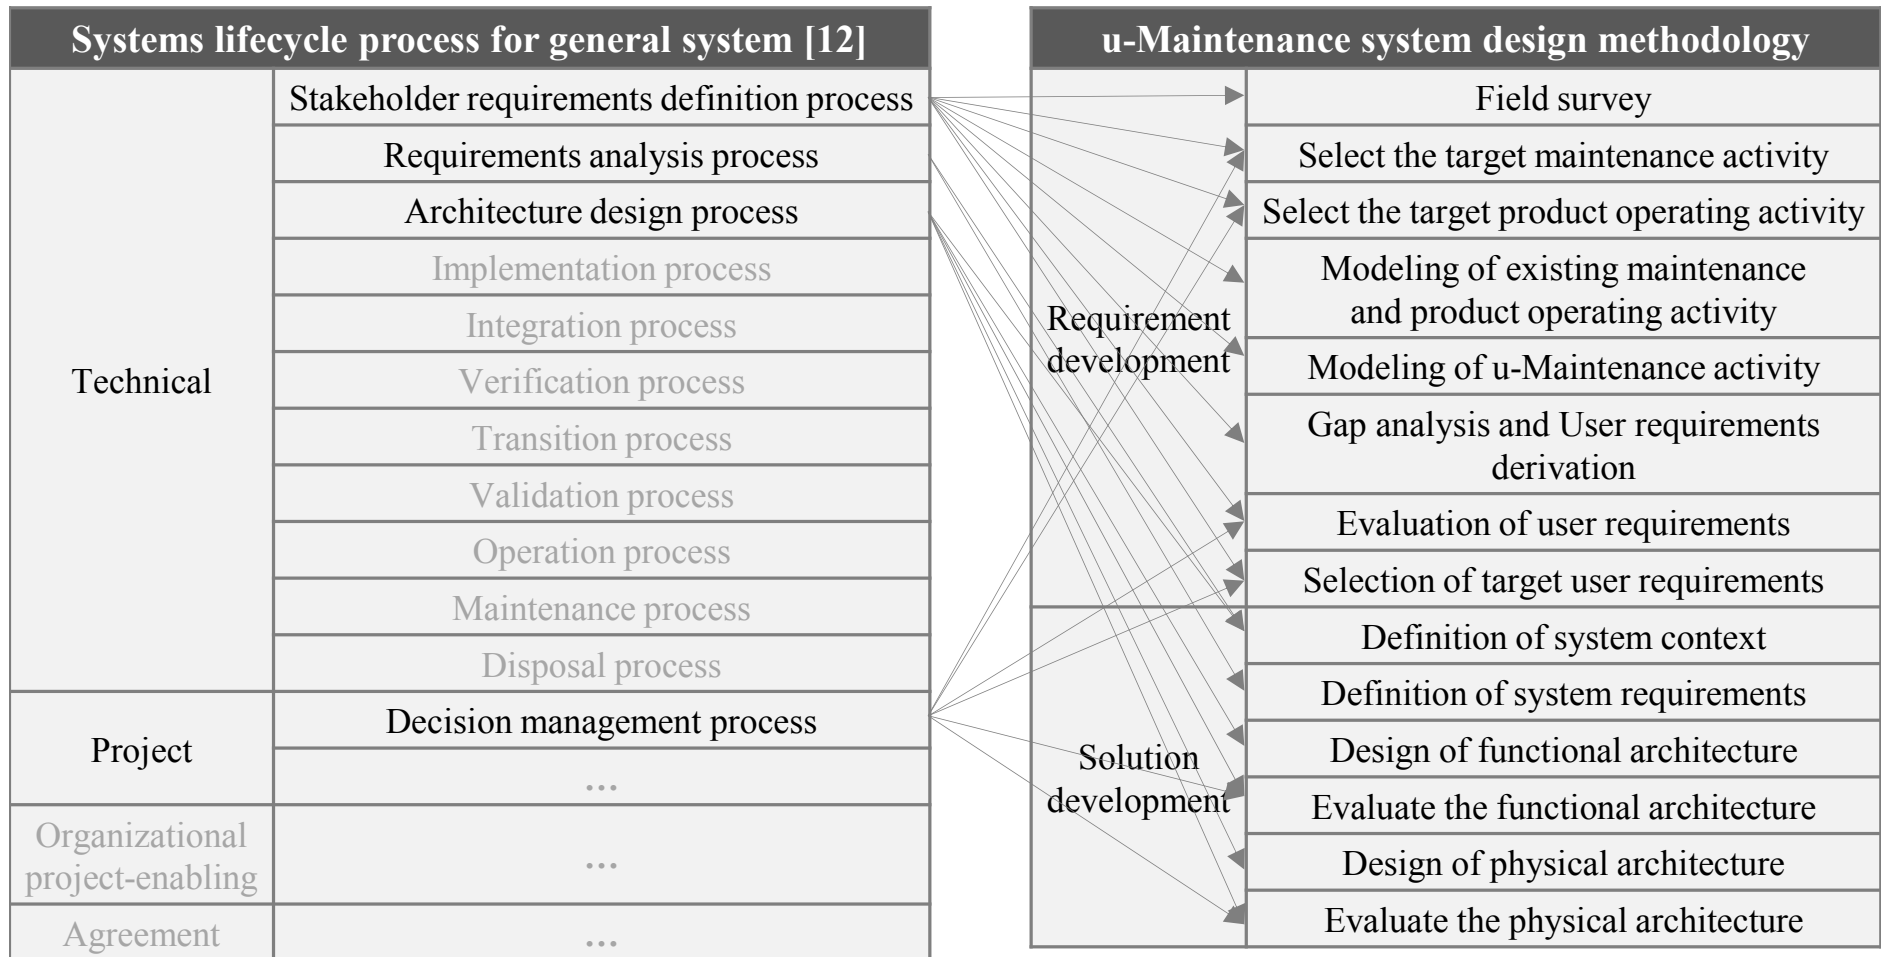 Systems lifecycle process for general system [12]
Technical
Stakeholder requirements definition process
Requirements analysis process
Architecture design process
Implementation process
Integration process
Verification process
Transition process
Validation process
Operation process
Maintenance process
Disposal process
Project
Decision management process
...
Organizational
project-enabling
...
Agreement
...
u-Maintenance system design methodology
Requirement
development
Field survey
Select the target maintenance activity
Select the target product operating activity
Modeling of existing maintenance
and product operating activity
Modeling of u-Maintenance activity
Gap analysis and User requirements
derivation
Evaluation of user requirements
Selection of target user requirements
Solution
development
Definition of system context
Definition of system requirements
Design of functional architecture
Evaluate the functional architecture
Design of physical architecture
Evaluate the physical architecture